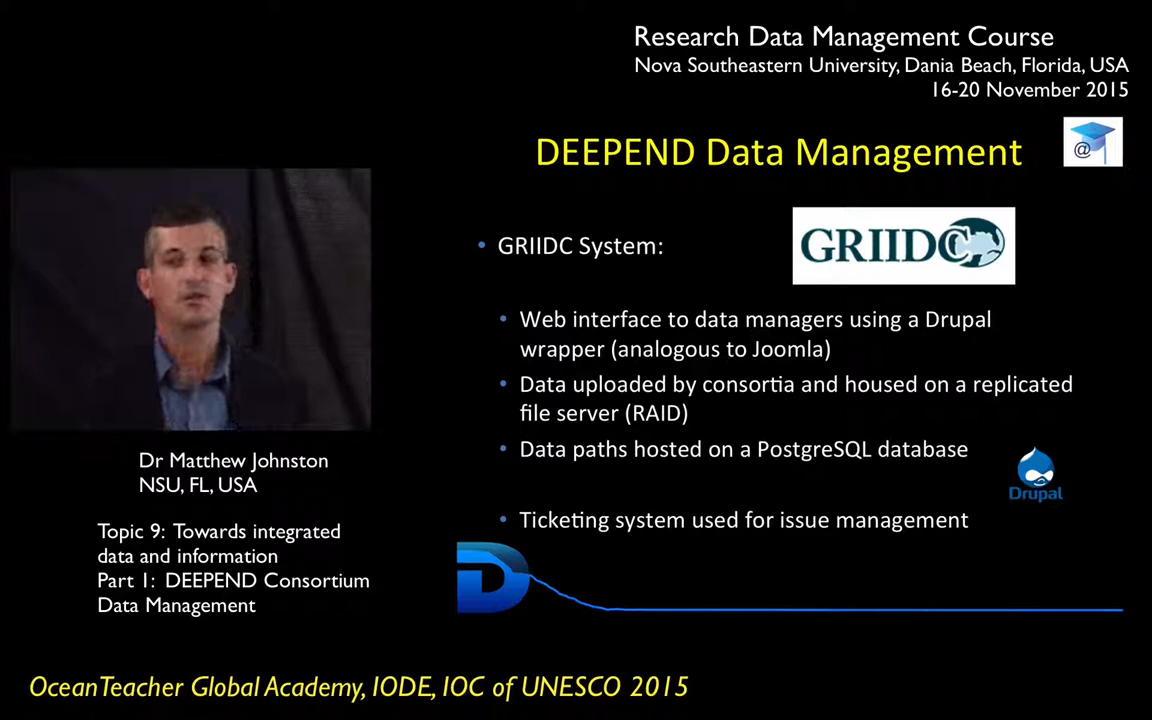 Research Data Management Course
Nova Southeastern University, Dania Beach, Florida, USA
16-20 November 2015
DEEPEND Data Management
@
• GRIIDC System:
GRIIDC
• Web interface to data managers using a Drupal
wrapper (analogous to Joomla)
• Data uploaded by consortia and housed on a replicated
file server (RAID)
• Data paths hosted on a PostgreSQL database
Drupal
• Ticketing system used for issue management
D
Dr Matthew Johnston
NSU, FL, USA
Topic 9: Towards integrated
data and information
Part 1: DEEPEND Consortium
Data Management
OceanTeacher Global Academy, IODE, IOC of UNESCO 2015